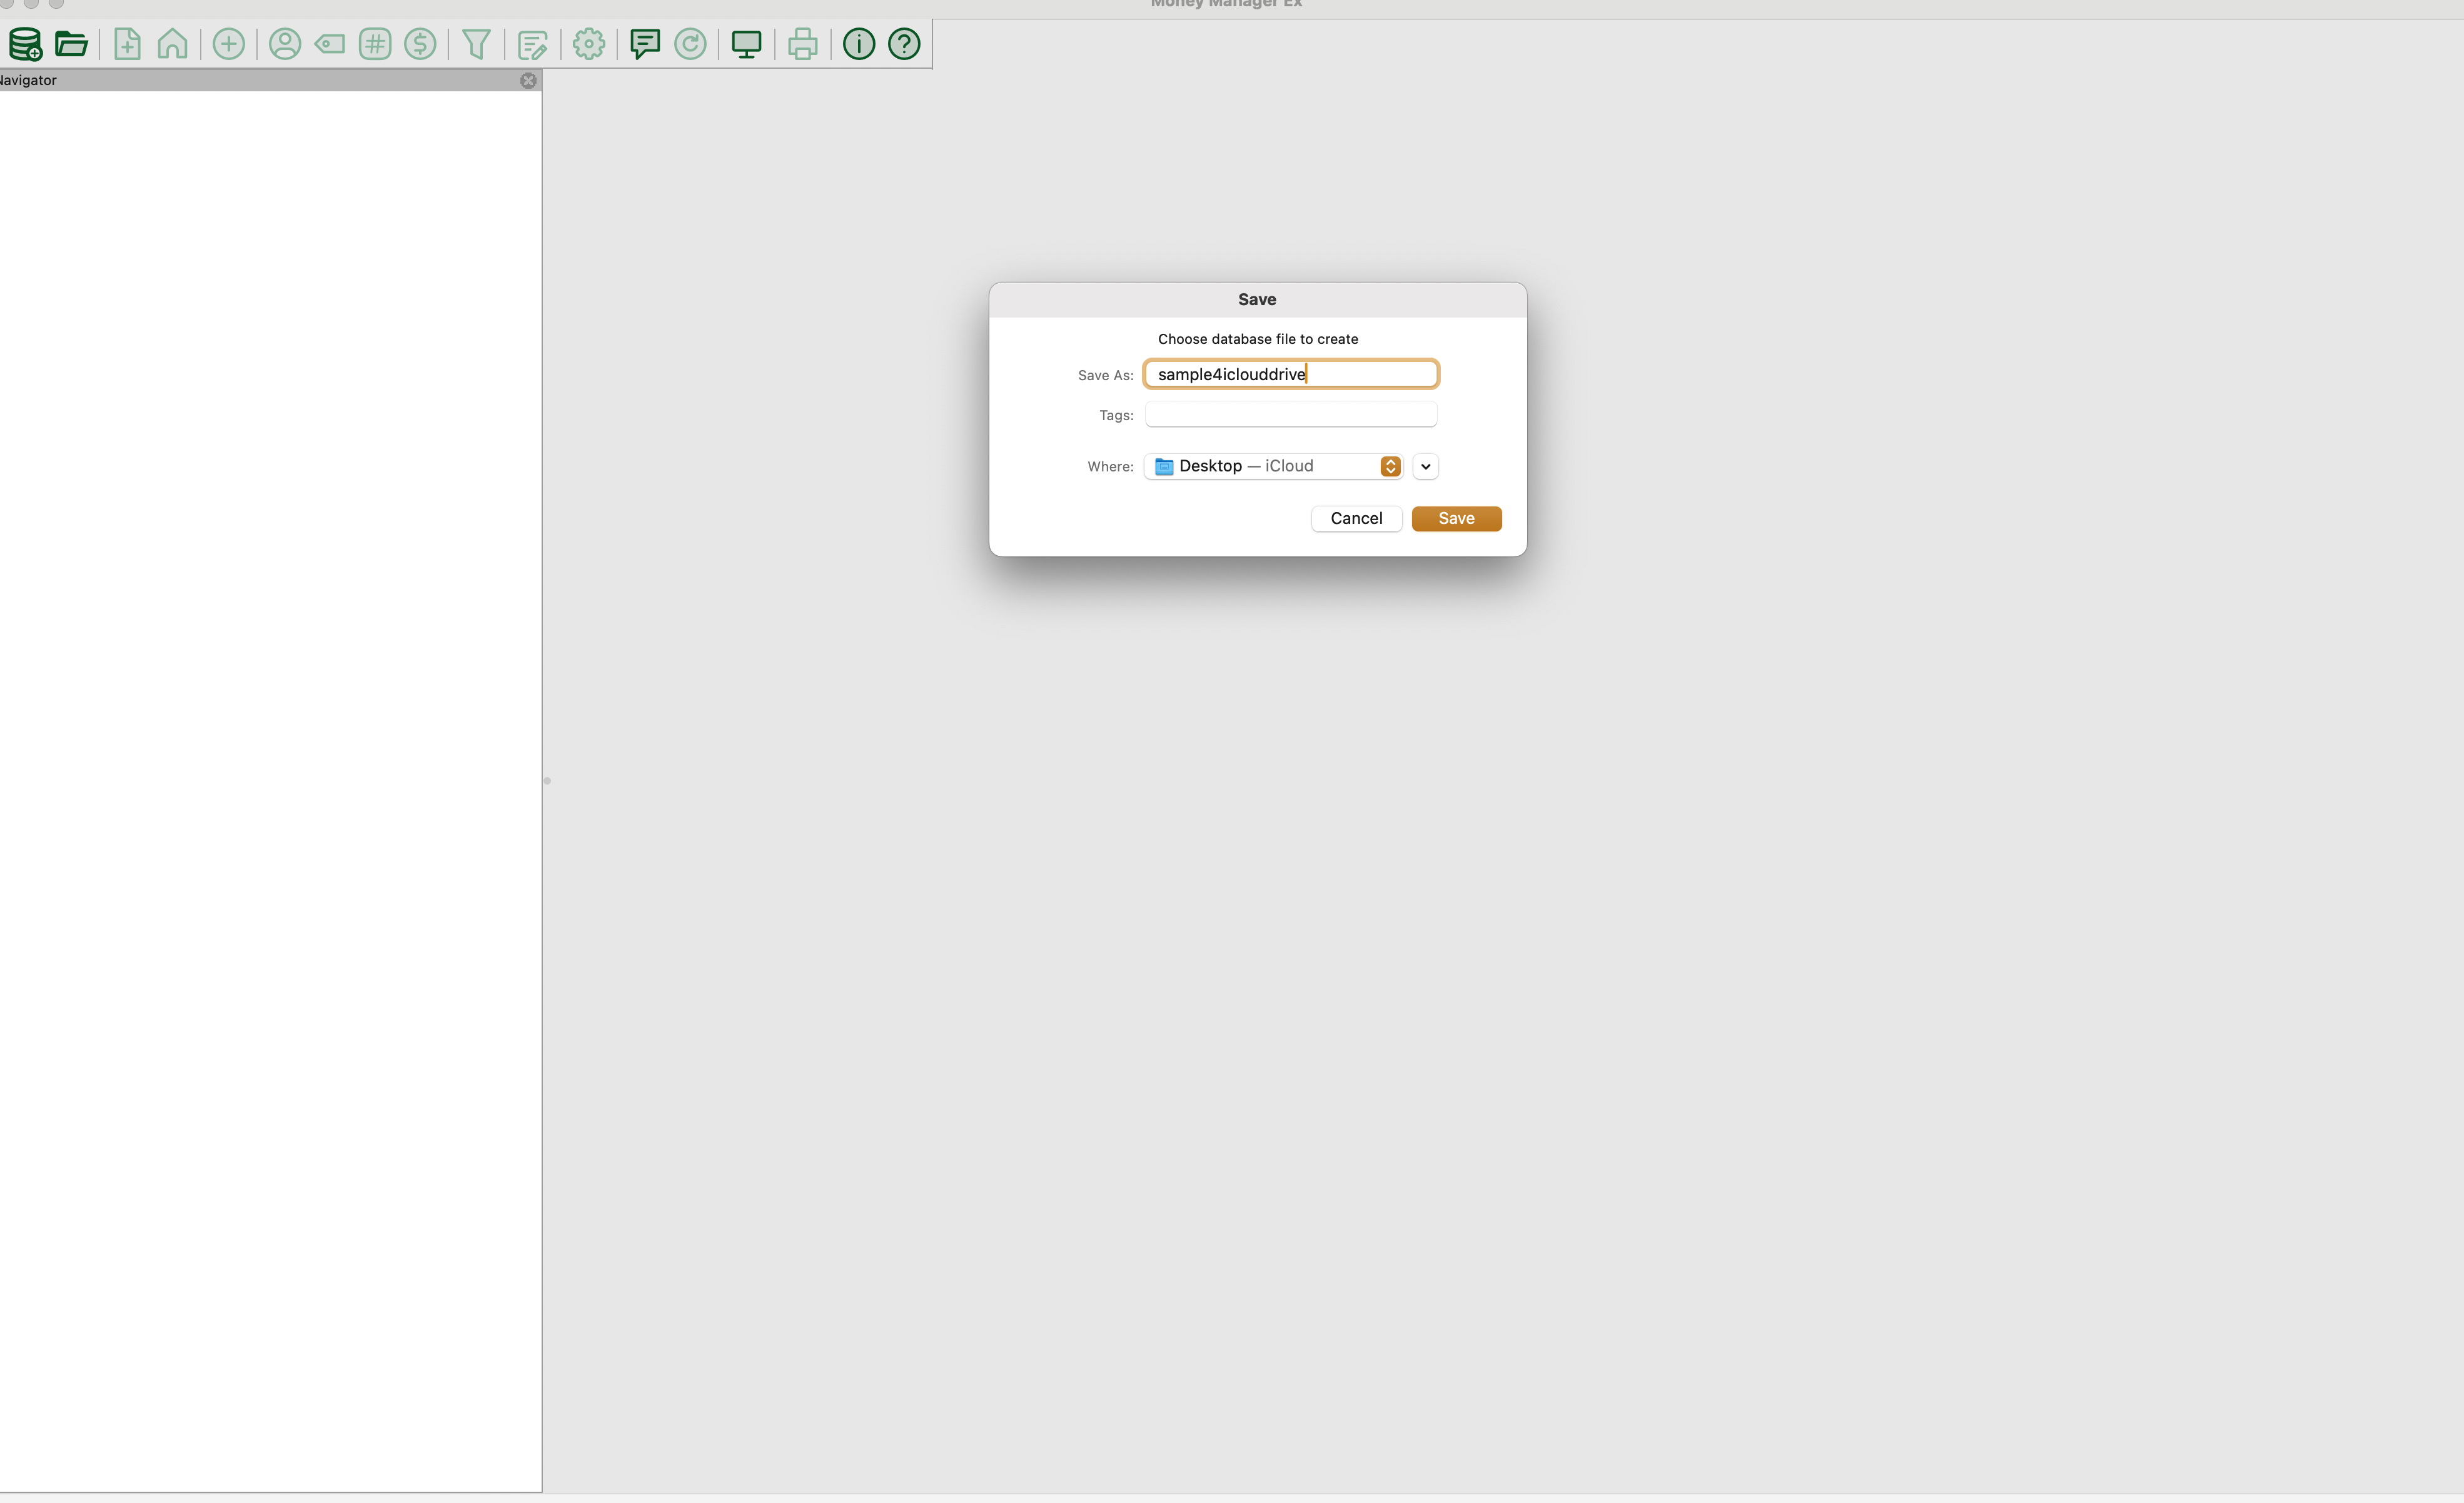 Money Manager Ex
Navigator
Save
Choose database file to create
Save As: sample4iclouddrive
Tags:
Where: Desktop — iCloud
Cancel Save